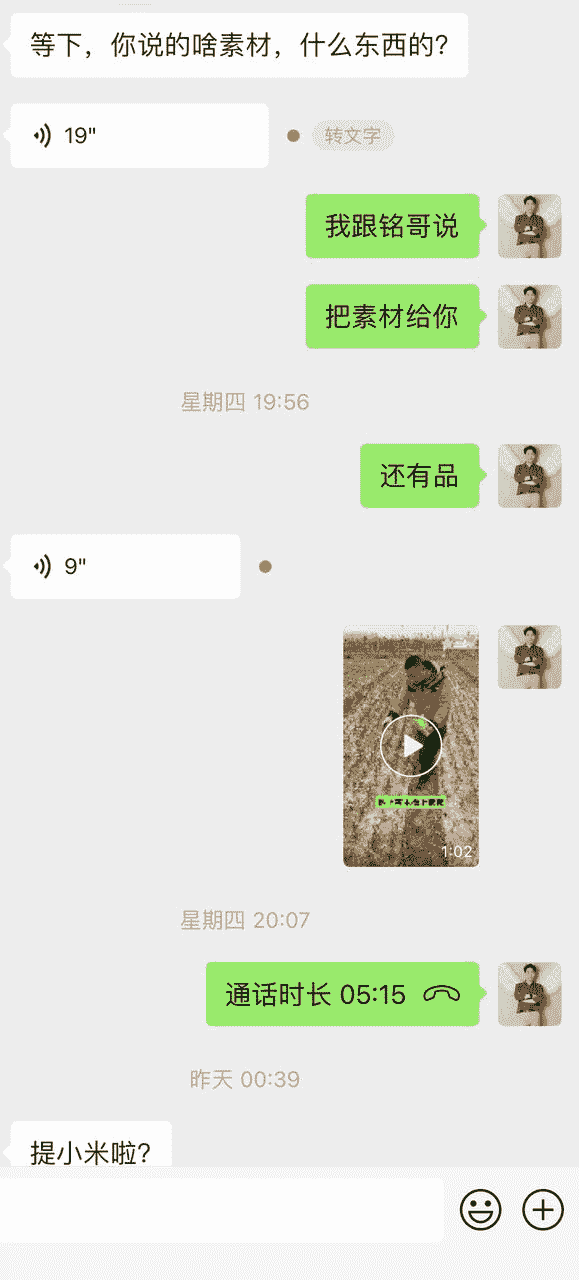 等下，你说的啥素材，什么东西的？
19"
转文字
我跟铭哥说
把素材给你
星期四 19:56
还有品
9"
1:02
星期四 20:07
通话时长 05:15
昨天 00:39
提小米啦？